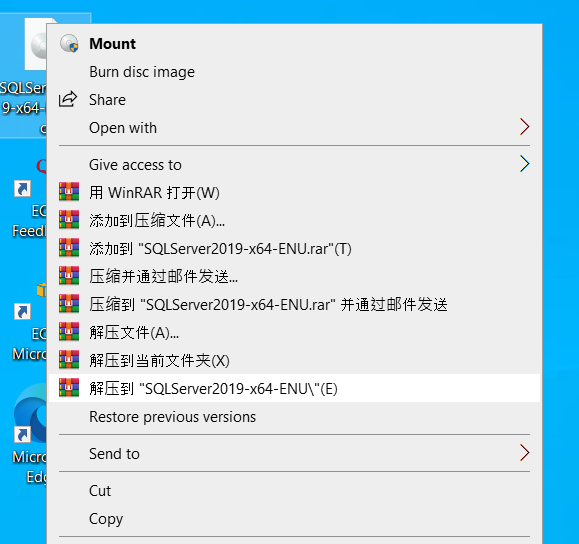 Mount
Burn disc image
Share
Open with
Give access to
用 WinRAR 打开(W)
添加到压缩文件(A)...
添加到 "SQLServer2019-x64-ENU.rar"(T)
压缩并通过邮件发送...
压缩到 "SQLServer2019-x64-ENU.rar" 并通过邮件发送
解压文件(A)...
解压到当前文件夹(X)
解压到 "SQLServer2019-x64-ENU\"(E)
Restore previous versions
Send to
Cut
Copy
SQLSer
9-x64-
EC
Feed
EC
Micro
Micro
Edg